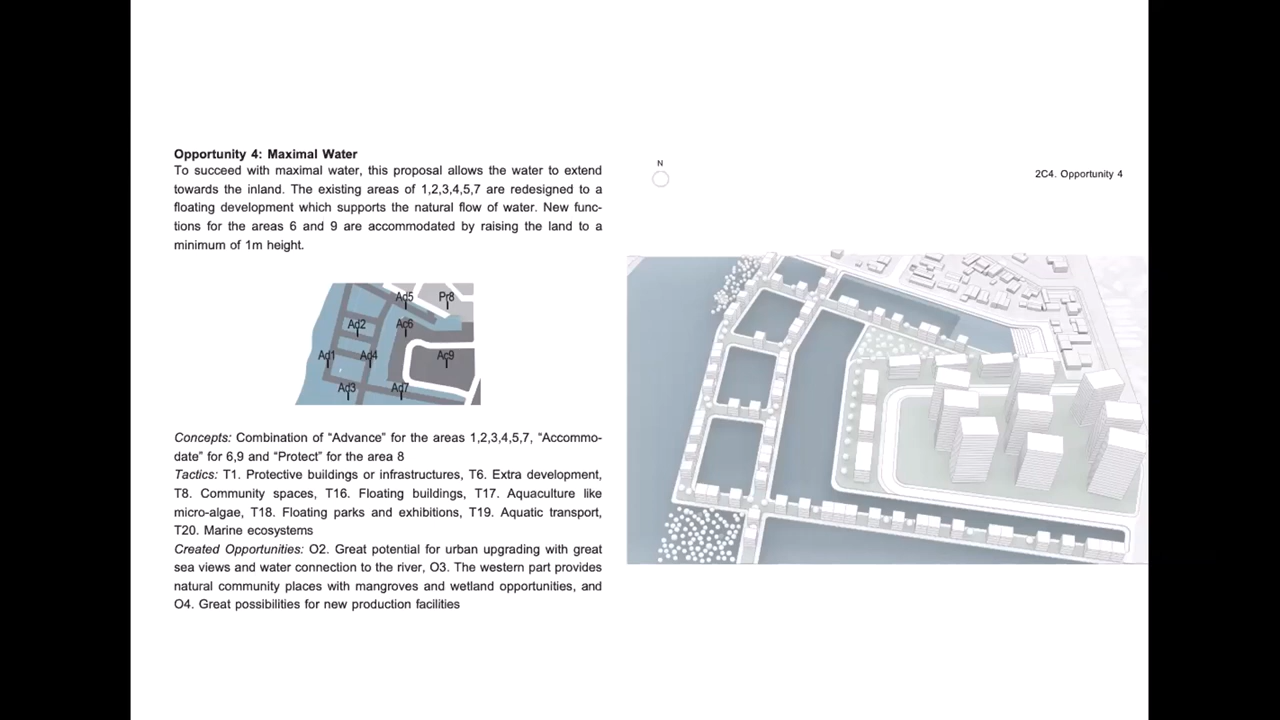 Opportunity 4: Maximal Water
To succeed with maximal water, this proposal allows the water to extend
towards the inland. The existing areas of 1,2,3,4,5,7 are redesigned to a
floating development which supports the natural flow of water. New func-
tions for the areas 6 and 9 are accommodated by raising the land to a
minimum of 1m height.
Ad5 Pr8
Ad2 Ac6
Ad1 Ad4 Ac9
Ad3 Ad7
Concepts: Combination of “Advance” for the areas 1,2,3,4,5,7, “Accommo-
date” for 6,9 and “Protect” for the area 8
Tactics: T1. Protective buildings or infrastructures, T6. Extra development,
T8. Community spaces, T16. Floating buildings, T17. Aquaculture like
micro-algae, T18. Floating parks and exhibitions, T19. Aquatic transport,
T20. Marine ecosystems
Created Opportunities: O2. Great potential for urban upgrading with great
sea views and water connection to the river, O3. The western part provides
natural community places with mangroves and wetland opportunities, and
O4. Great possibilities for new production facilities
N
2C4. Opportunity 4